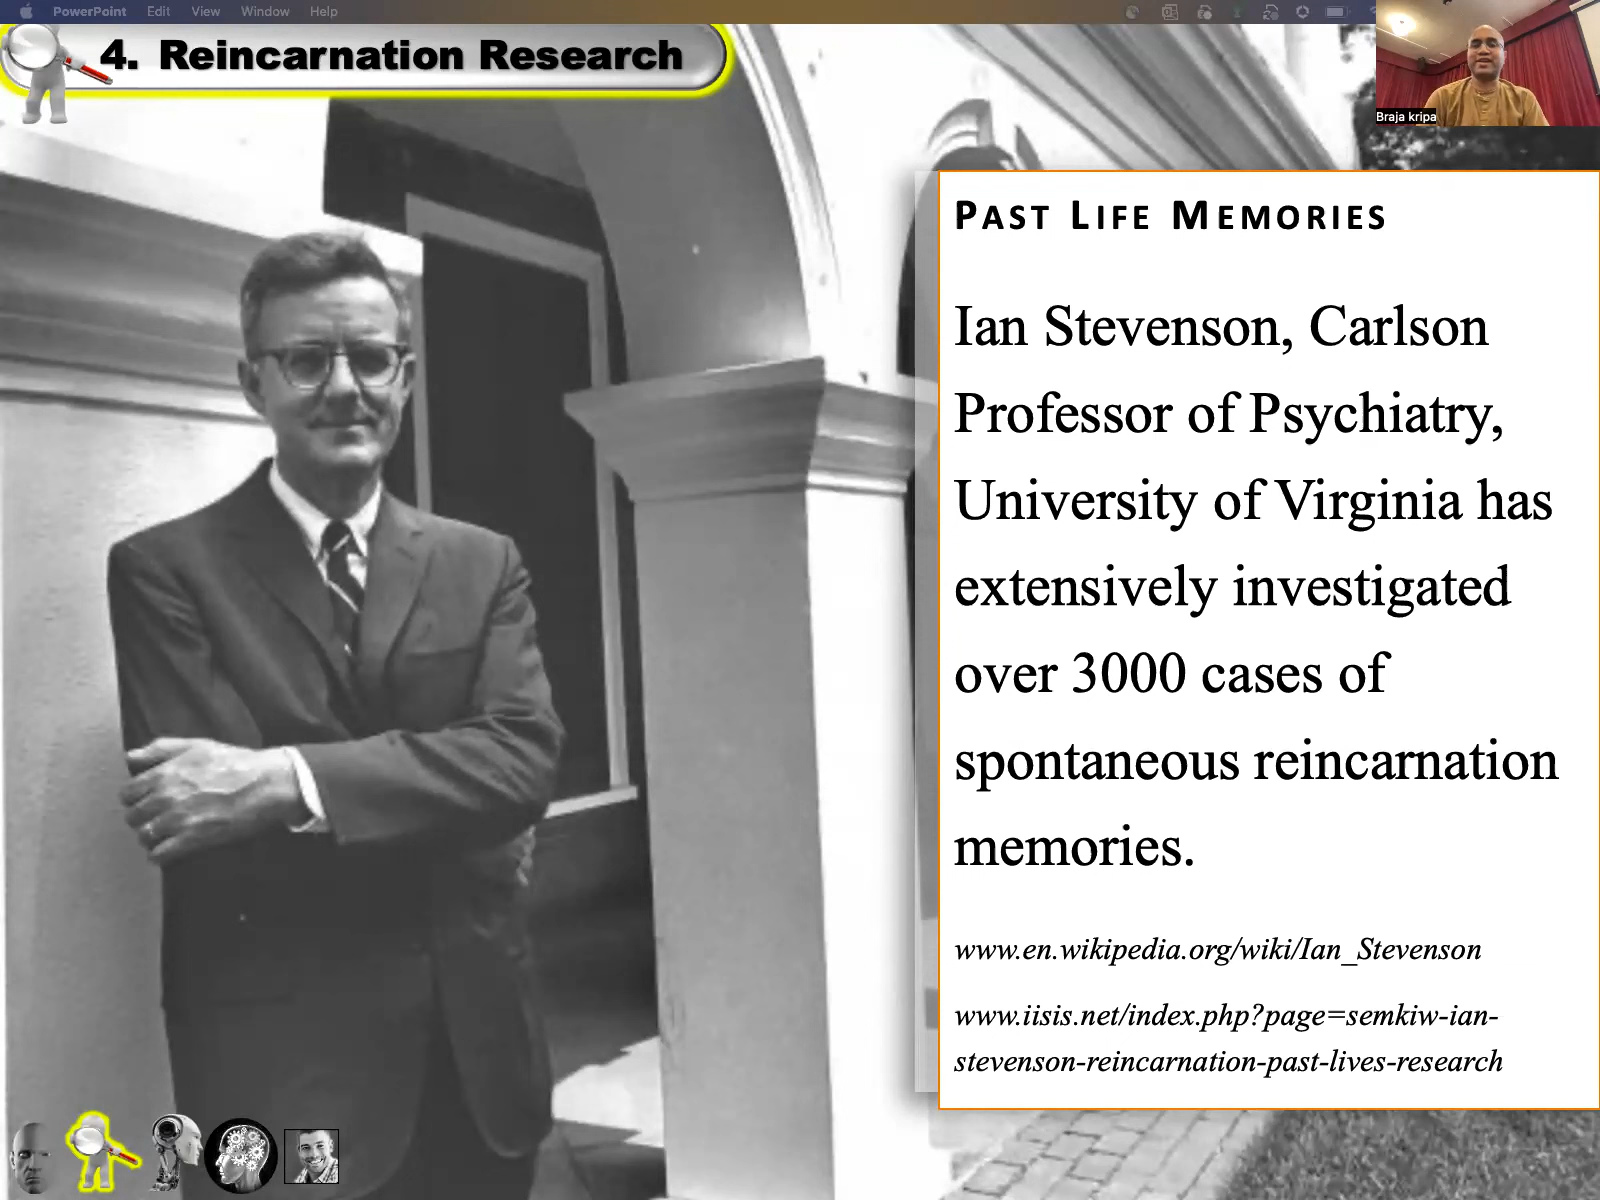 PowerPoint Edit View Window Help
4. Reincarnation Research
Braja kripa
PAST LIFE MEMORIES
Ian Stevenson, Carlson
Professor of Psychiatry,
University of Virginia has
extensively investigated
over 3000 cases of
spontaneous reincarnation
memories.
www.en.wikipedia.org/wiki/Ian_Stevenson
www.iisis.net/index.php?page=semkiw-ian-
stevenson-reincarnation-past-lives-research